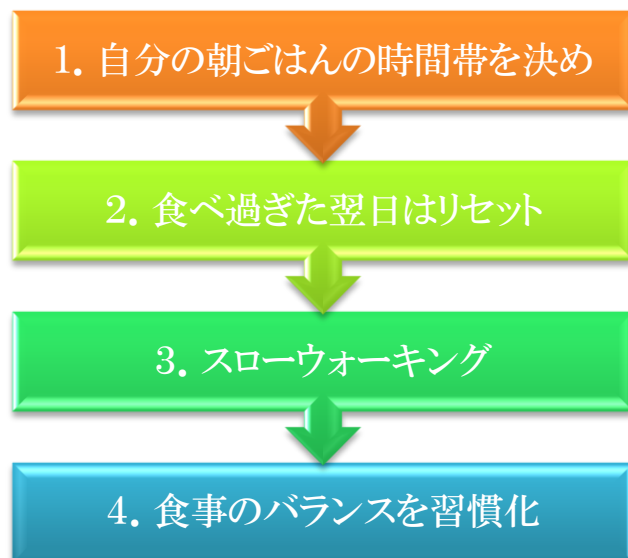 １. 自分の朝ごはんの時間帯を決め
２. 食べ過ぎた翌日はリセット
３. スローウォーキング
４. 食事のバランスを習慣化